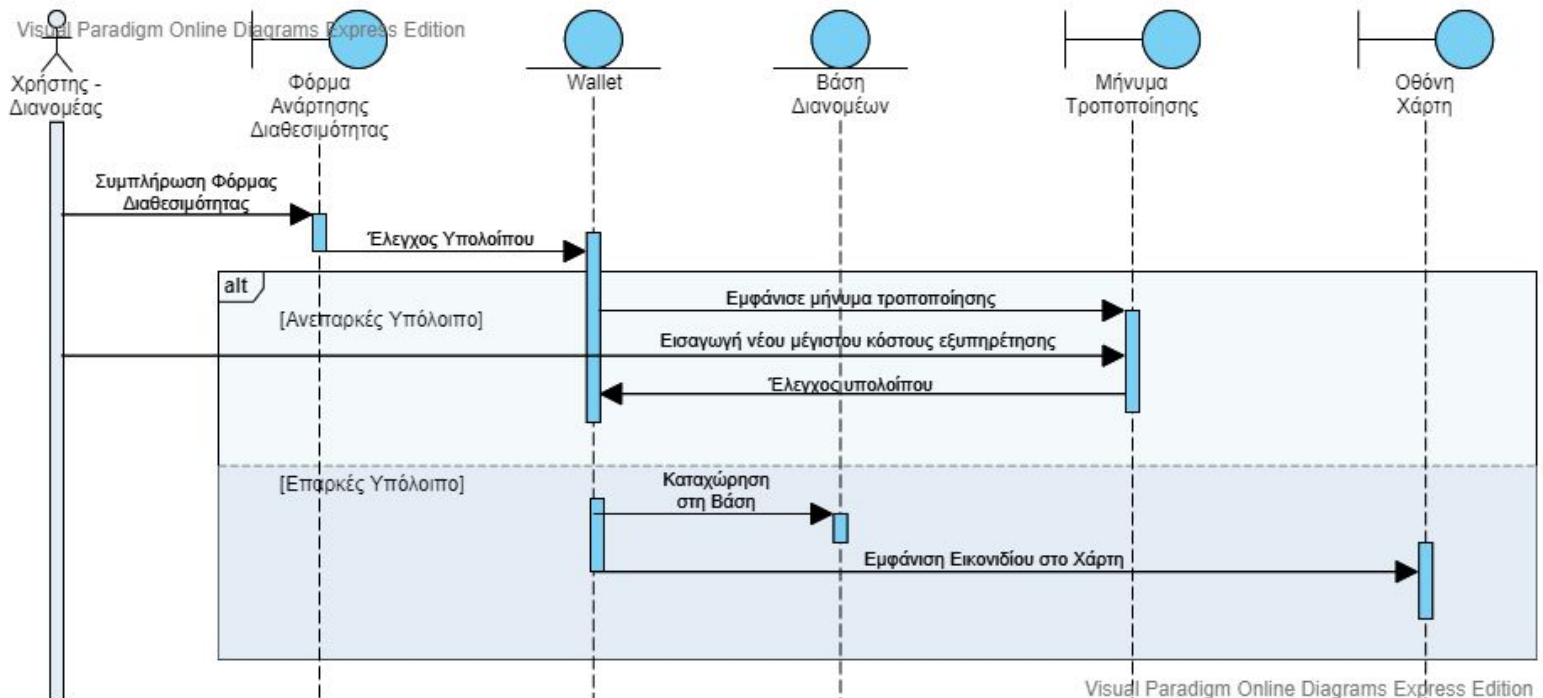 Visual Paradigm Online Diagrams Express Edition
Χρήστης -
Διανομέας
Φόρμα
Ανάρτησης
Διαθεσιμότητας
Wallet
Βάση
Διανομέων
Μήνυμα
Τροποποίησης
Οθόνη
Χάρτη
Συμπλήρωση Φόρμας
Διαθεσιμότητας
Έλεγχος Υπολοίπου
alt
[Ανεπαρκές Υπόλοιπο]
Εμφάνισε μήνυμα τροποποίησης
Εισαγωγή νέου μέγιστου κόστους εξυπηρέτησης
Έλεγχος υπολοίπου
[Επαρκές Υπόλοιπο]
Καταχώρηση
στη Βάση
Εμφάνιση Εικονιδίου στο Χάρτη
Visual Paradigm Online Diagrams Express Edition